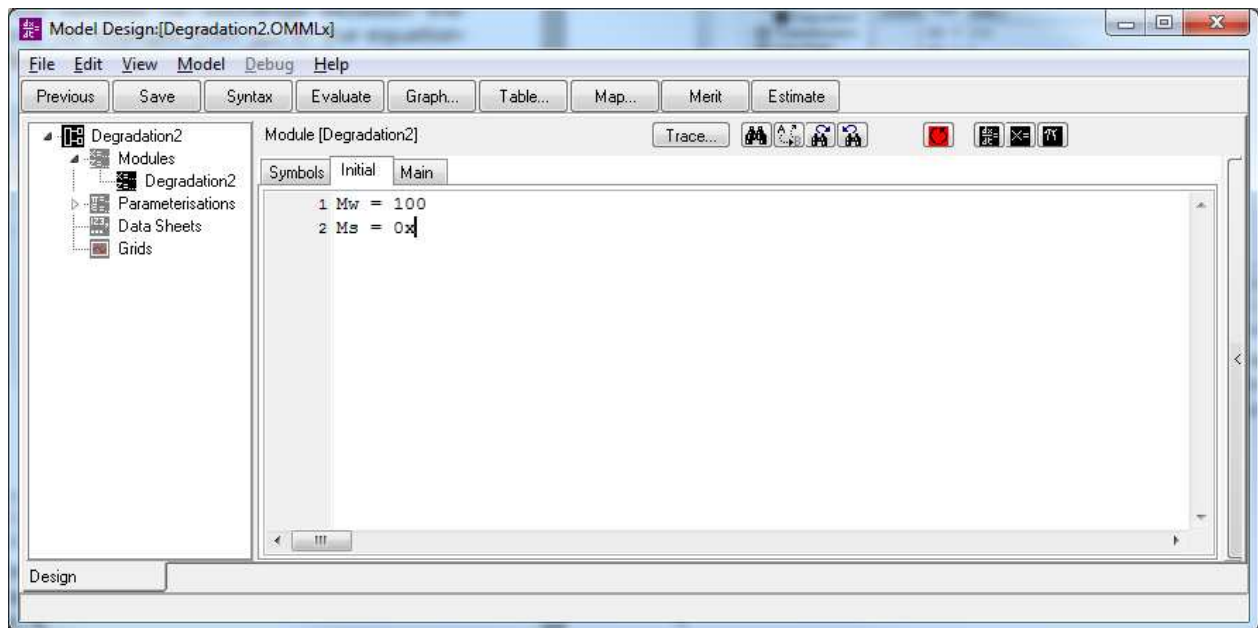 Model Design:[Degradation2.OMMLx]
File Edit View Model Debug Help
Previous Save Syntax Evaluate Graph... Table... Map... Merit Estimate
Degradation2
Modules
Degradation2
Parameterisations
Data Sheets
Grids
Module [Degradation2] Trace...
Symbols Initial Main
1 Mw = 100
2 Ms = 0x
Design